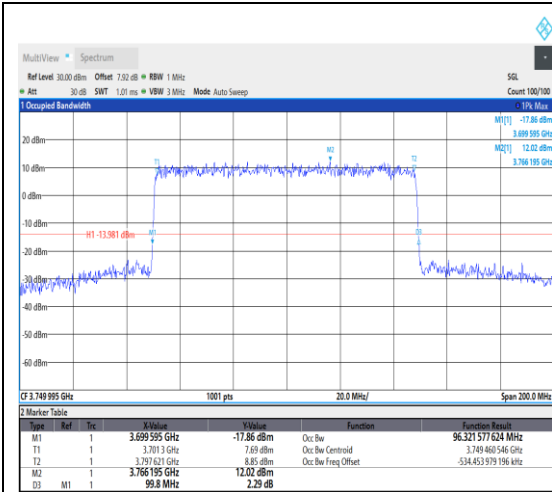 MultiView Spectrum
Ref Level 30.00 dBm Offset 7.92 dB RBW 1 MHz SGL
Att 30 dB SWT 1.01 ms VBW 3 MHz Mode Auto Sweep Count 100/100
1 Occupied Bandwidth 1Pk Max
M1[1] -17.86 dBm
3.699 595 GHz
M2[1] 12.02 dBm
3.766 195 GHz
20 dBm
10 dBm
0 dBm
-10 dBm
-20 dBm
-30 dBm
-40 dBm
-50 dBm
-60 dBm
T1
M2
T2
H1 -13.981 dBm
M1
D3
CF 3.749 995 GHz 1001 pts 20.0 MHz/ Span 200.0 MHz
2 Marker Table
Type Ref Trc X-Value Y-Value Function Function Result
M1 1 3.699 595 GHz -17.86 dBm Occ Bw 96.321 577 624 MHz
T1 1 3.701 3 GHz 7.69 dBm Occ Bw Centroid 3.749 460 546 GHz
T2 1 3.797 621 GHz 8.85 dBm Occ Bw Freq Offset -534.453 979 196 kHz
M2 1 3.766 195 GHz 12.02 dBm
D3 M1 1 99.8 MHz 2.29 dB